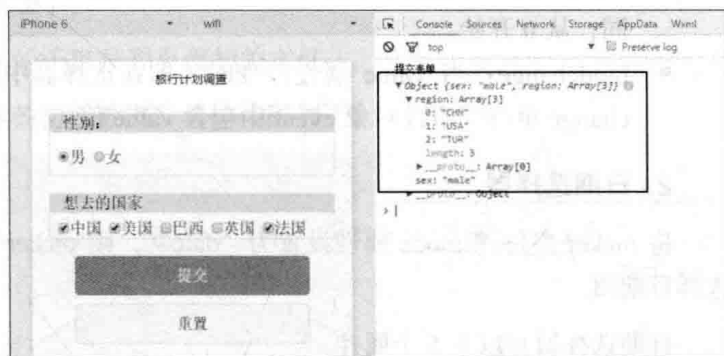 iPhone 6 wifi
旅行计划调查
性别:
男 女
想去的国家
中国 美国 巴西 英国 法国
提交
重置
Console Sources Network Storage AppData Wxml
top Preserve log
提交表单
Object {sex: "male", region: Array[3]}
region: Array[3]
0: "CHN"
1: "USA"
length: 3
__proto__: Array[0]
sex: "male"
__proto__: Object